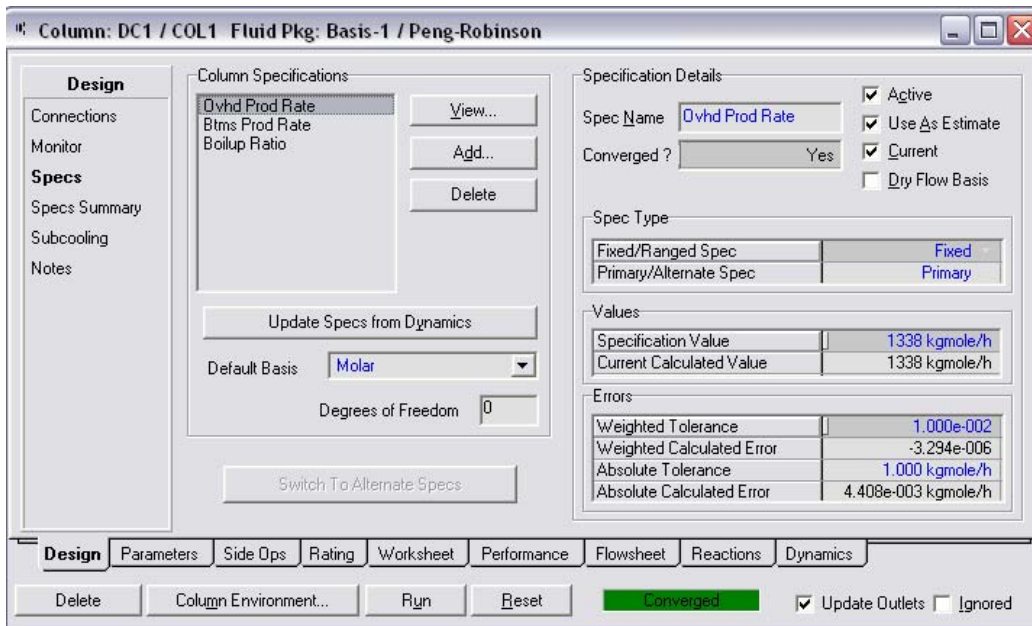 Column: DC1 / COL1 Fluid Pkg: Basis-1 / Peng-Robinson
Design
Connections
Monitor
Specs
Specs Summary
Subcooling
Notes
Column Specifications
Ovhd Prod Rate
Btms Prod Rate
Boilup Ratio
View...
Add...
Delete
Update Specs from Dynamics
Default Basis Molar
Degrees of Freedom 0
Switch To Alternate Specs
Specification Details
Spec Name Ovhd Prod Rate
Converged ? Yes
Active
Use As Estimate
Current
Dry Flow Basis
Spec Type
Fixed/Ranged Spec Fixed
Primary/Alternate Spec Primary
Values
Specification Value 1338 kgmole/h
Current Calculated Value 1338 kgmole/h
Errors
Weighted Tolerance 1.000e-002
Weighted Calculated Error -3.294e-006
Absolute Tolerance 1.000 kgmole/h
Absolute Calculated Error 4.408e-003 kgmole/h
Design Parameters Side Ops Rating Worksheet Performance Flowsheet Reactions Dynamics
Delete Column Environment... Run Reset Converged Update Outlets Ignored